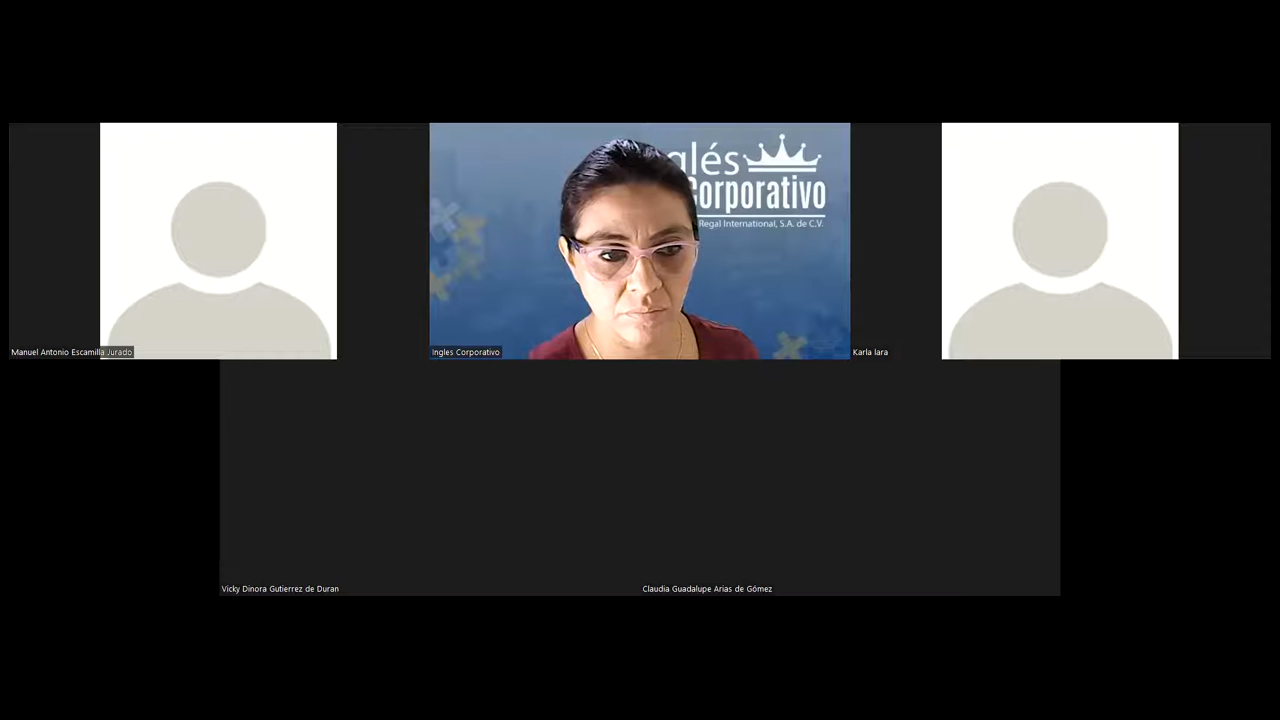 glés
Corporativo
Regal International, S.A. de C.V.
Manuel Antonio Escamilla Jurado
Ingles Corporativo
Karla lara
Vicky Dinora Gutierrez de Duran
Claudia Guadalupe Arias de Gómez